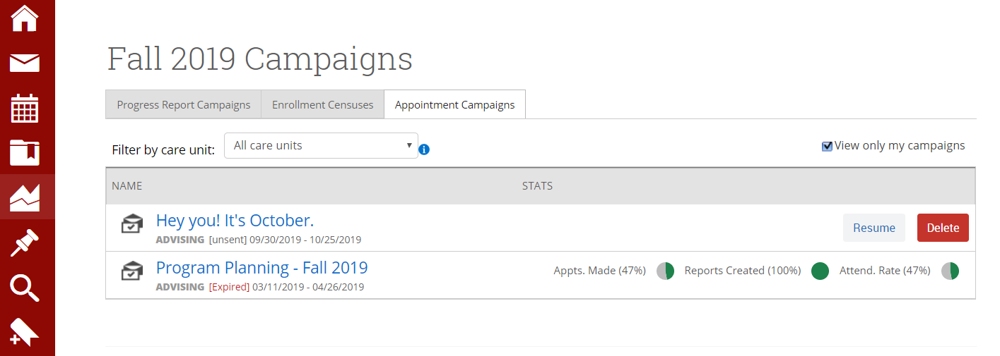 Fall 2019 Campaigns
Progress Report Campaigns Enrollment Censuses Appointment Campaigns
Filter by care unit: All care units View only my campaigns
NAME STATS
Hey you! It's October. Resume Delete
ADVISING [unsent] 09/30/2019 - 10/25/2019
Program Planning - Fall 2019 Appts. Made (47%) Reports Created (100%) Attend. Rate (47%)
ADVISING [Expired] 03/11/2019 - 04/26/2019